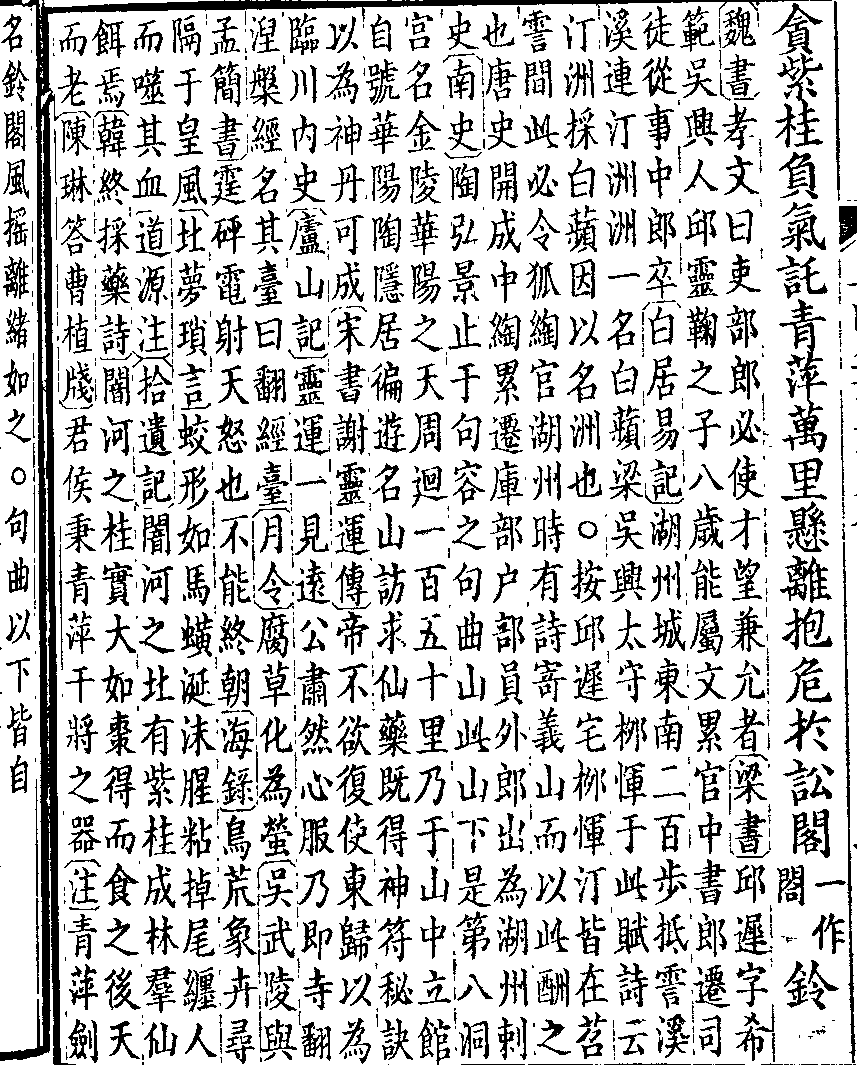 貪紫桂負氣託青萍萬里懸離抱危於訟閣一作鈴閣
魏書孝文曰吏部郎必使才望兼允者梁書邱遲字希
範吳興人邱靈鞠之子八歲能屬文累官中書郎遷司
徒從事中郎卒白居易記湖州城東南二百步抵霅溪
溪連汀洲洲一名白蘋梁吳興太守栁惲于此賦詩云
汀洲採白蘋因以名洲也○按邱遲宅栁惲汀皆在苕
霅間此必令狐綯官湖州時有詩寄義山而以此酬之
也唐史開成中綯累遷庫部户部員外郎出為湖州刺
史南史陶弘景止于句容之句曲山此山下是第八洞
宫名金陵華陽之天周迴一百五十里乃于山中立館
自號華陽陶隱居徧遊名山訪求仙藥既得神符秘訣
以為神丹可成宋書謝靈運傳帝不欲復使東歸以為
臨川内史廬山記靈運一見遠公肅然心服乃即寺翻
涅槃經名其臺曰翻經臺月令腐草化為螢吳武陵與
孟簡書霆砰電射天怒也不能終朝海錄鳥荒象卉尋
隔于皇風北夢瑣言蛟形如馬蟥涎沫腥粘掉尾纏人
而噬其血道源注拾遺記闇河之北有紫桂成林羣仙
餌焉韓終採藥詩闇河之桂實大如棗得而食之後天
而老陳琳答曹植牋君侯秉青萍干將之器注青萍劍
名鈴閣風摇離緒如之○句曲以下皆自